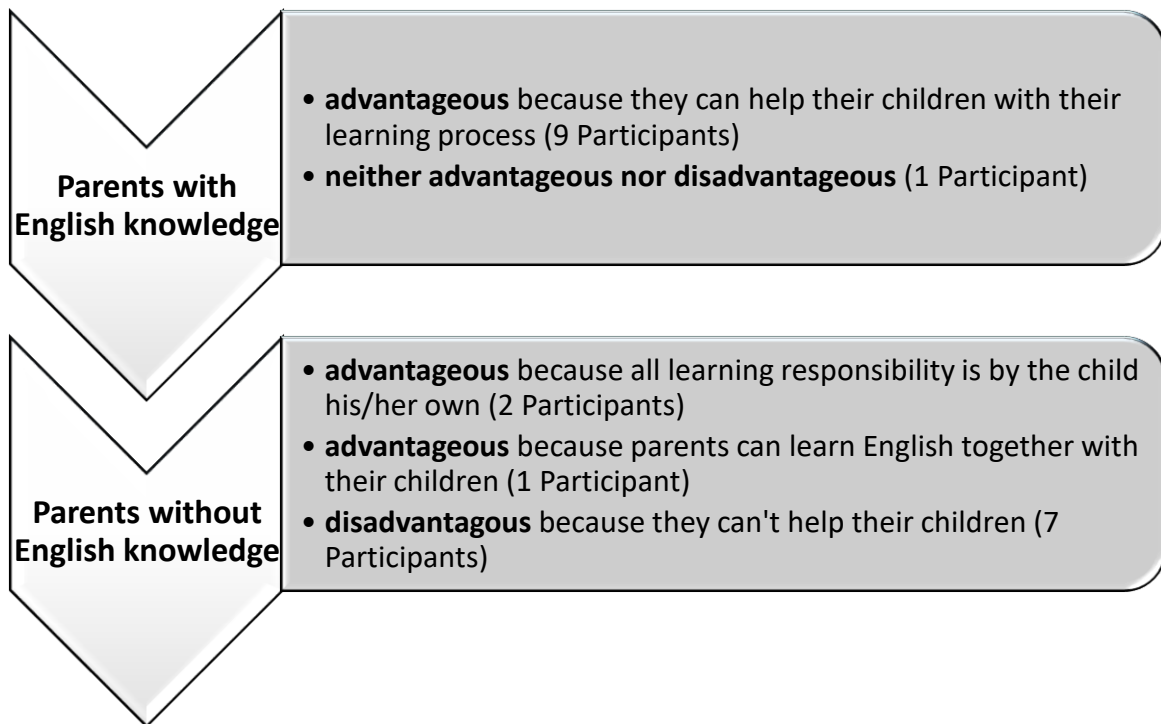 Parents with
English knowledge
• advantageous because they can help their children with their
learning process (9 Participants)
• neither advantageous nor disadvantageous (1 Participant)
Parents without
English knowledge
• advantageous because all learning responsibility is by the child
his/her own (2 Participants)
• advantageous because parents can learn English together with
their children (1 Participant)
• disadvantagous because they can't help their children (7
Participants)